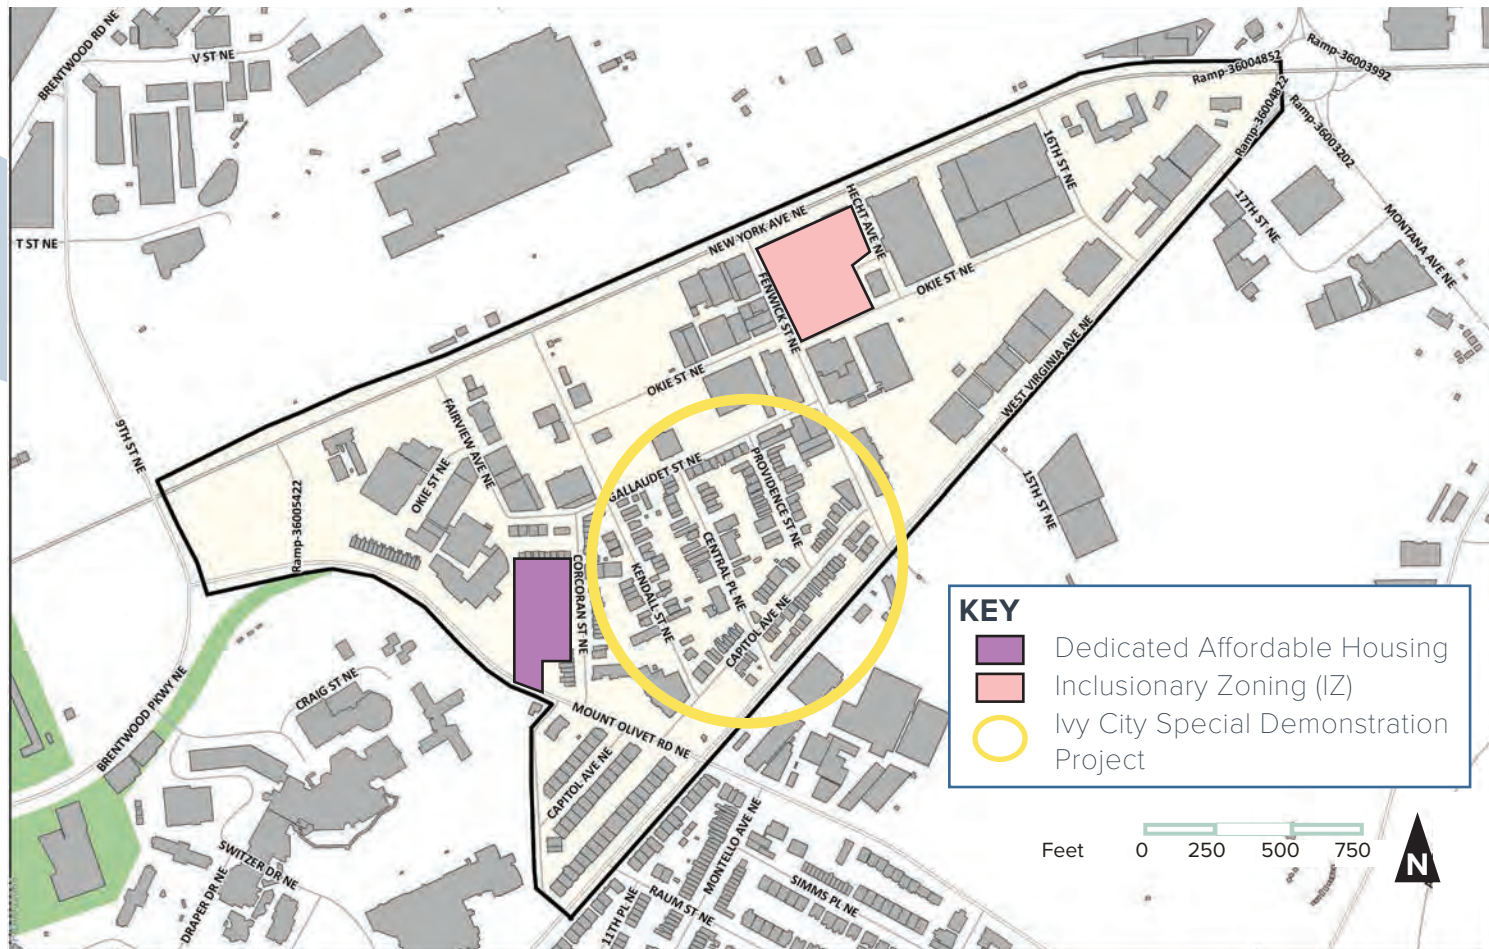 BRENTWOOD RD NE
V ST NE
T ST NE
9TH ST NE
Ramp-36004852
Ramp-36003992
Ramp-36004822
Ramp-36003202
16TH ST NE
17TH ST NE
MONTANA AVE NE
HECHT AVE NE
NEW YORK AVE NE
FENWICK ST NE
OKIE ST NE
OKIE ST NE
WEST VIRGINIA AVE NE
15TH ST NE
FAIRVIEW AVE NE
OKIE ST NE
Ramp-36005422
GALLAUDET ST NE
PROVIDENCE ST NE
CENTRAL PL NE
KENDALL ST NE
CORCORAN ST NE
CAPITOL AVE NE
MOUNT OLIVET RD NE
CAPITOL AVE NE
BRENTWOOD PKWY NE
CRAIG ST NE
SWITZER DR NE
DRAPER DR NE
11TH PL NE
RAUM ST NE
MONTELLO AVE NE
SIMMS PL NE
KEY
Dedicated Affordable Housing
Inclusionary Zoning (IZ)
Ivy City Special Demonstration
Project
Feet 0 250 500 750
N